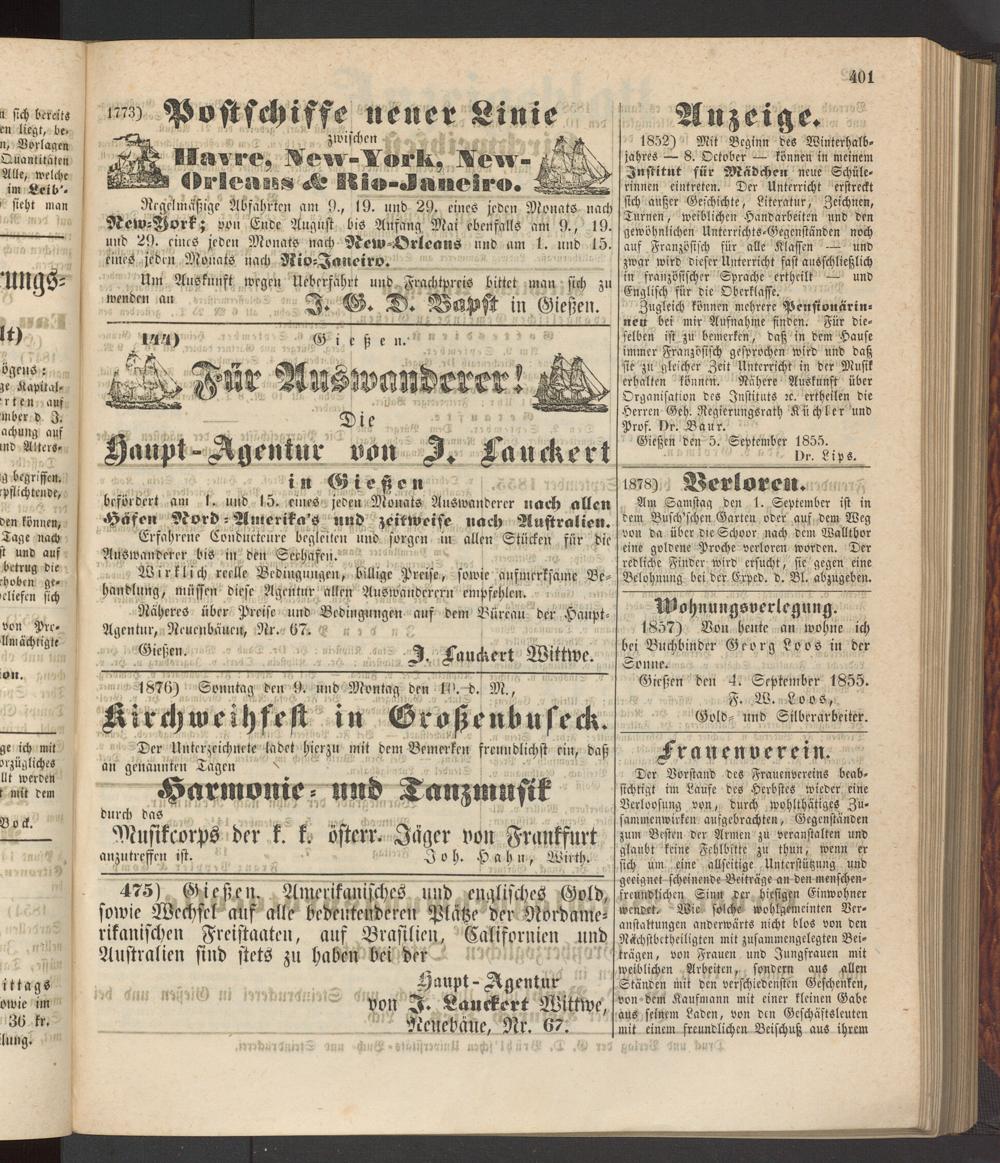 401
1773) Postschiffe neuer Linie
zwischen
Havre, New-York, New-
Orleans & Rio-Janeiro.
Regelmäßige Abfahrten am 9., 19. und 29. eines jeden Monats nach
New-York; von Ende August bis Anfang Mai ebenfalls am 9., 19.
und 29. eines jeden Monats nach New-Orleans und am 1. und 15.
eines jeden Monats nach Rio-Janeiro.
Um Auskunft wegen Ueberfahrt und Frachtpreis bittet man sich zu
wenden an J. G. D. Bapst in Gießen.
144) Gießen.
Für Auswanderer!
Die
Haupt-Agentur von J. Lauckert
in Gießen
befördert am 1. und 15. eines jeden Monats Auswanderer nach allen
Häfen Nord-Amerika's und zeitweise nach Australien.
Erfahrene Conducteure begleiten und sorgen in allen Stücken für die
Auswanderer bis in den Seehafen.
Wirklich reelle Bedingungen, billige Preise, sowie aufmerksame Be-
handlung, müssen diese Agentur allen Auswanderern empfehlen.
Näheres über Preise und Bedingungen auf dem Büreau der Haupt-
Agentur, Neuenbäuen, Nr. 67.
Gießen. J. Lauckert Wittwe.
1876) Sonntag den 9. und Montag den 10. d. M.,
Kirchweihfest in Großenbuseck.
Der Unterzeichnete ladet hierzu mit dem Bemerken freundlichst ein, daß
an genannten Tagen
Harmonie- und Tanzmusik
durch das
Musikcorps der k. k. österr. Jäger von Frankfurt
anzutreffen ist. Joh. Hahn, Wirth.
475) Gießen. Amerikanisches und englisches Gold,
sowie Wechsel auf alle bedeutenderen Plätze der Nordame-
rikanischen Freistaaten, auf Brasilien, Californien und
Australien sind stets zu haben bei der
Haupt-Agentur
von J. Lauckert Wittwe,
Neuebäue, Nr. 67.
Anzeige.
1852) Mit Beginn des Winterhalb-
jahres — 8. October — können in meinem
Institut für Mädchen neue Schüle-
rinnen eintreten. Der Unterricht erstreckt
sich außer Geschichte, Literatur, Zeichnen,
Turnen, weiblichen Handarbeiten und den
gewöhnlichen Unterrichts-Gegenständen noch
auf Französisch für alle Klassen — und
zwar wird dieser Unterricht fast ausschließlich
in französischer Sprache ertheilt — und
Englisch für die Oberklasse.
Zugleich können mehrere Pensionärin-
nen bei mir Aufnahme finden. Für die-
selben ist zu bemerken, daß in dem Hause
immer Französisch gesprochen wird und daß
sie zu gleicher Zeit Unterricht in der Musik
erhalten können. Nähere Auskunft über
Organisation des Instituts ꝛc. ertheilen die
Herren Geh. Regierungsrath Küchler und
Prof. Dr. Baur.
Gießen den 5. September 1855.
Dr. Lips.
1878) Verloren.
Am Samstag den 1. September ist in
dem Busch'schen Garten oder auf dem Weg
von da über die Schoor nach dem Wallthor
eine goldene Broche verloren worden. Der
redliche Finder wird ersucht, sie gegen eine
Belohnung bei der Exped. d. Bl. abzugeben.
Wohnungsverlegung.
1857) Von heute an wohne ich
bei Buchbinder Georg Loos in der
Sonne.
Gießen den 4. September 1855.
F. W. Loos,
Gold- und Silberarbeiter.
Frauenverein.
Der Vorstand des Frauenvereins beab-
sichtigt im Laufe des Herbstes wieder eine
Verloosung von, durch wohlthätiges Zu-
sammenwirken aufgebrachten, Gegenständen
zum Besten der Armen zu veranstalten und
glaubt keine Fehlbitte zu thun, wenn er
sich um eine allseitige Unterstützung und
geeignet scheinende Beiträge an den menschen-
freundlichen Sinn der hiesigen Einwohner
wendet. Wie solche wohlgemeinten Ver-
anstaltungen anderwärts nicht blos von den
Nächstbetheiligten mit zusammengelegten Bei-
trägen, von Frauen und Jungfrauen mit
weiblichen Arbeiten, sondern aus allen
Ständen mit den verschiedensten Geschenken,
von dem Kaufmann mit einer kleinen Gabe
aus seinem Laden, von den Geschäftsleuten
mit einem freundlichen Beischuß aus ihrem